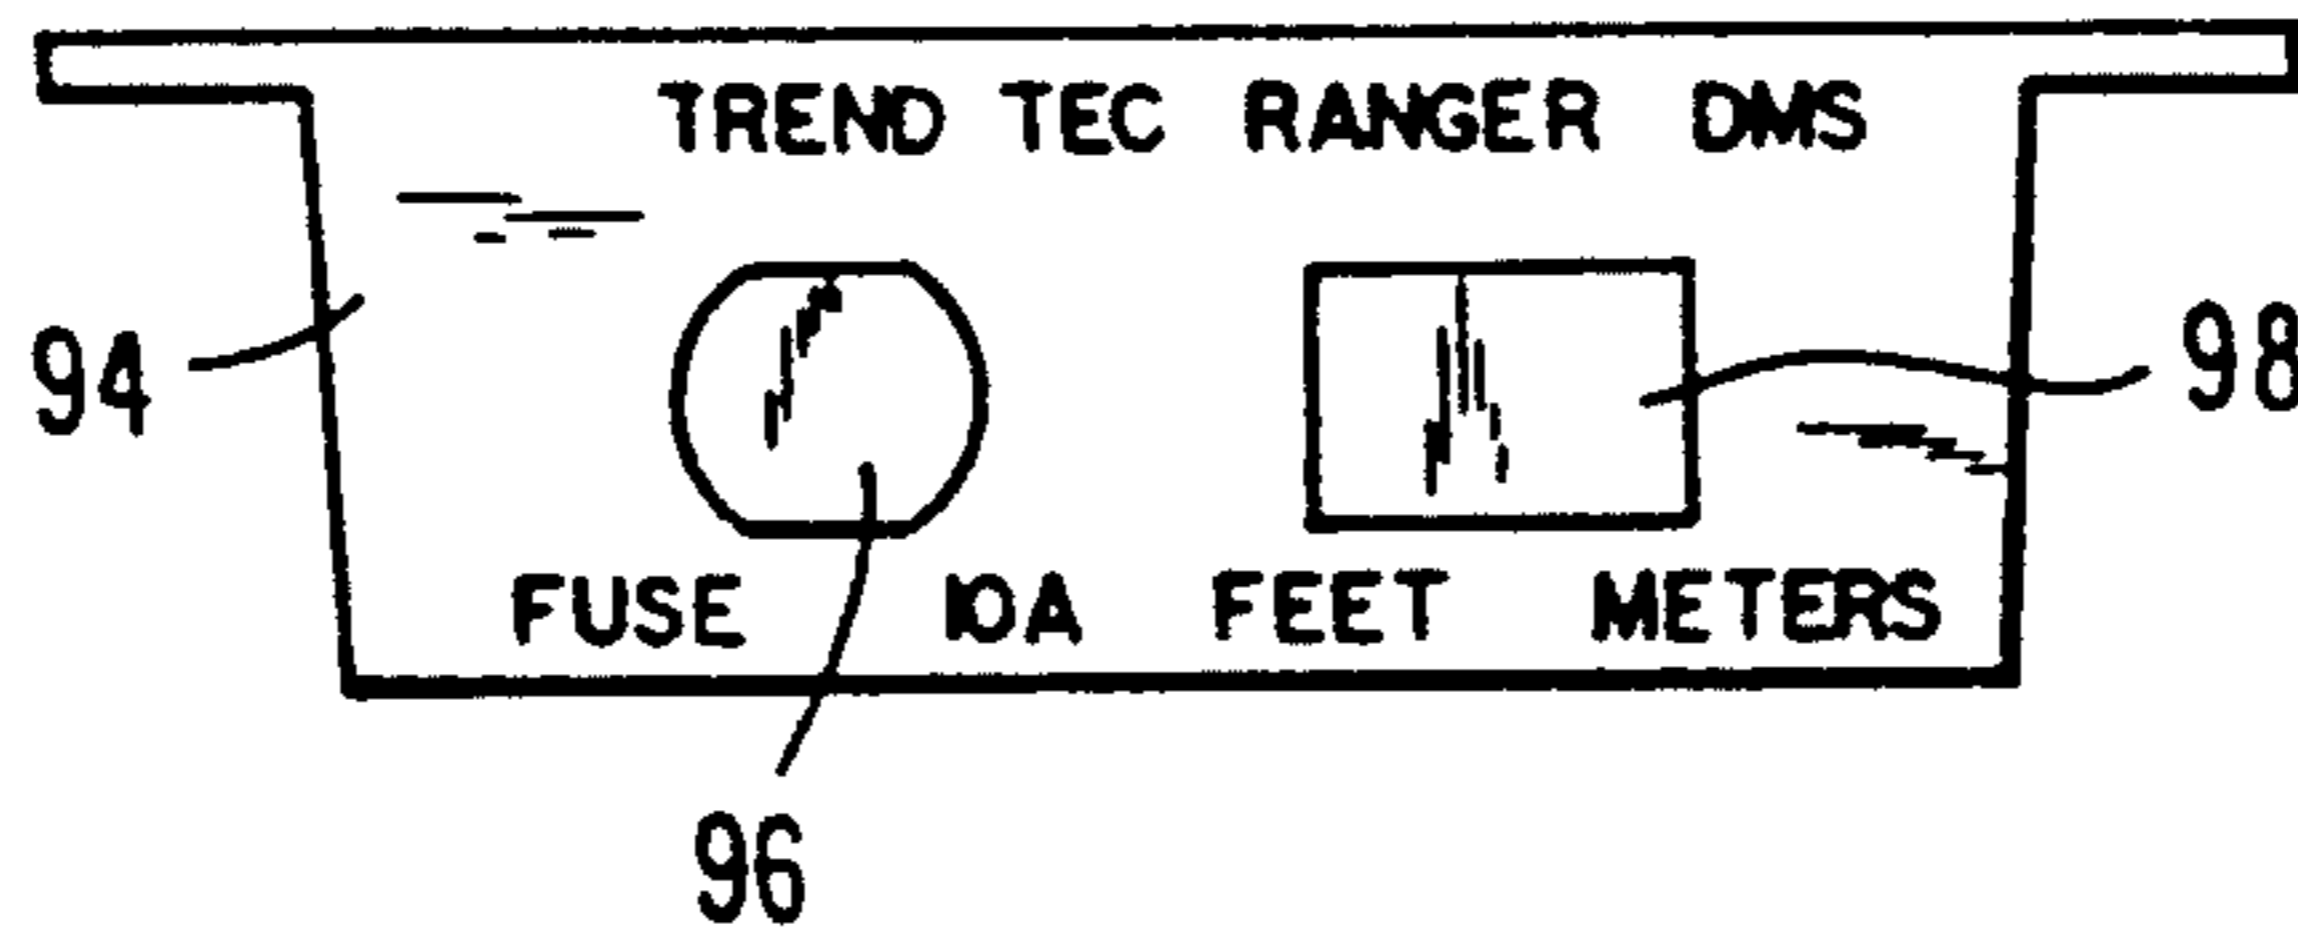 TREND TEC RANGER DMS
94
98
FUSE 10A FEET METERS
96